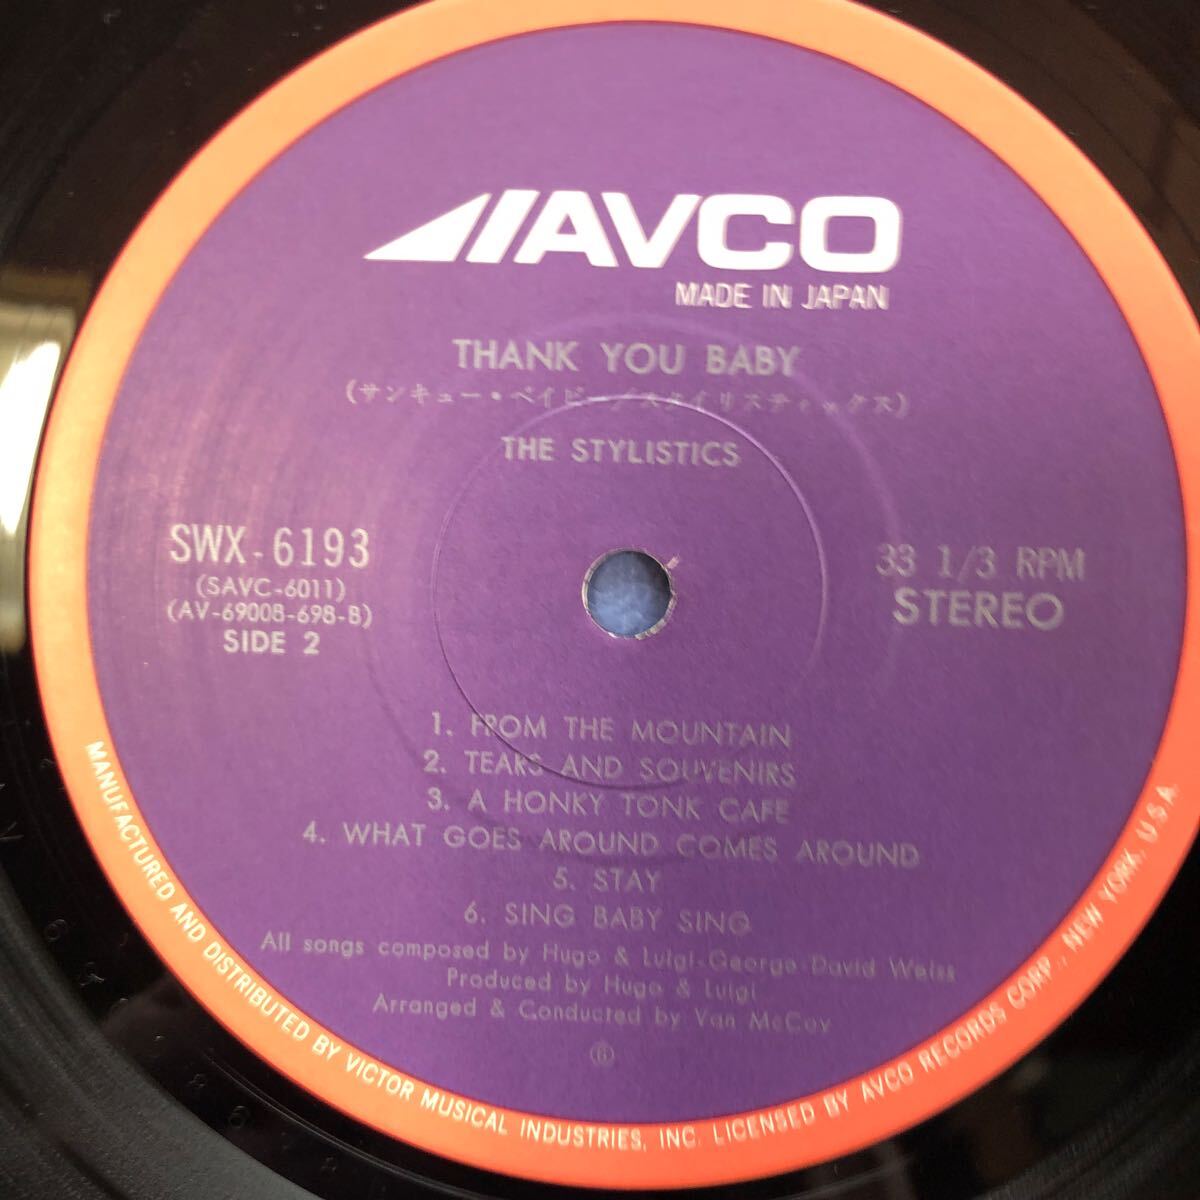 AVCO
MADE IN JAPAN
THANK YOU BABY
(サンキュー・ベイビー/スタイリスティックス)
THE STYLISTICS
SWX-6193
(SAVC-6011)
(AV-69008-698-B)
SIDE 2
33 1/3 RPM
STEREO
1. FROM THE MOUNTAIN
2. TEARS AND SOUVENIRS
3. A HONKY TONK CAFE
4. WHAT GOES AROUND COMES AROUND
5. STAY
6. SING BABY SING
All songs composed by Hugo & Luigi-George David Weiss
Produced by Hugo & Luigi
Arranged & Conducted by Van McCoy
MANUFACTURED AND DISTRIBUTED BY VICTOR MUSICAL INDUSTRIES, INC. LICENSED BY AVCO RECORDS CORP., NEW YORK, U.S.A.